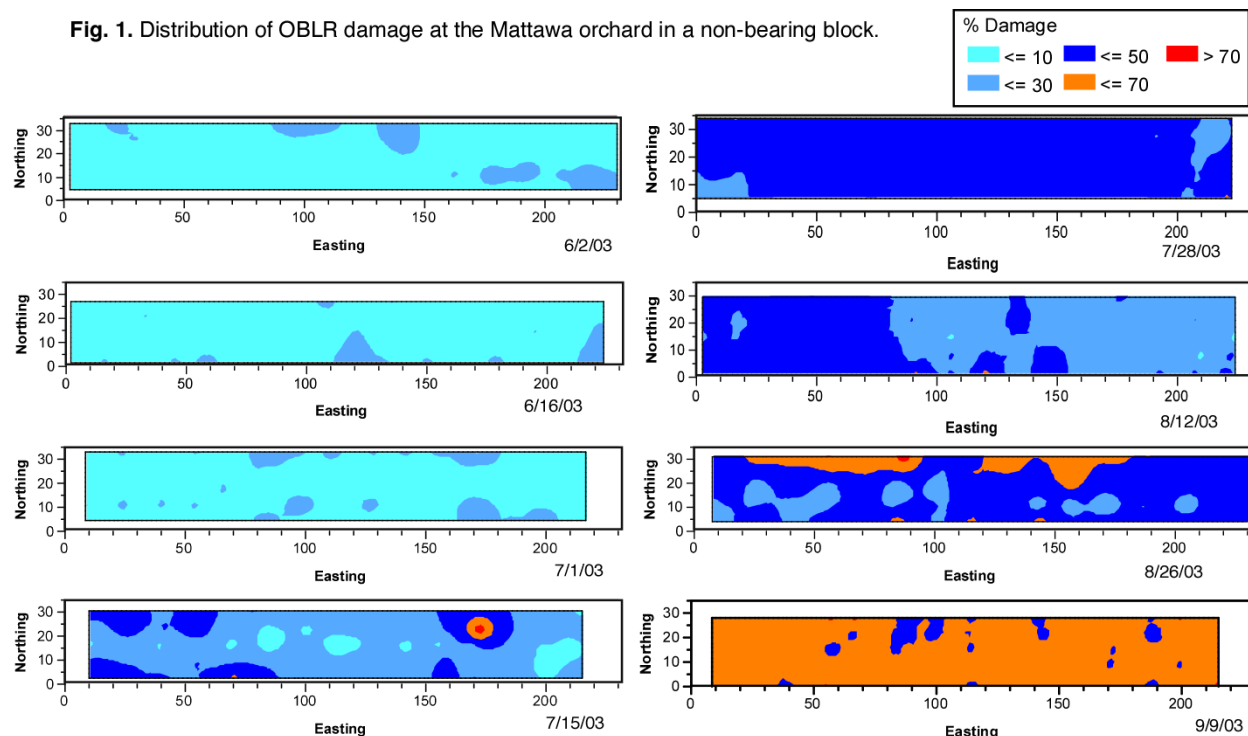 Fig. 1. Distribution of OBLR damage at the Mattawa orchard in a non-bearing block.
% Damage
<= 10 <= 50 > 70
<= 30 <= 70
Northing
30
20
10
0
0 50 100 150 200
Easting
6/2/03
Northing
30
20
10
0
0 50 100 150 200
Easting
7/28/03
Northing
30
20
10
0
0 50 100 150 200
Easting
6/16/03
Northing
30
20
10
0
0 50 100 150 200
Easting
8/12/03
Northing
30
20
10
0
0 50 100 150 200
Easting
7/1/03
Northing
30
20
10
0
0 50 100 150 200
Easting
8/26/03
Northing
30
20
10
0
0 50 100 150 200
Easting
7/15/03
Northing
30
20
10
0
0 50 100 150 200
Easting
9/9/03